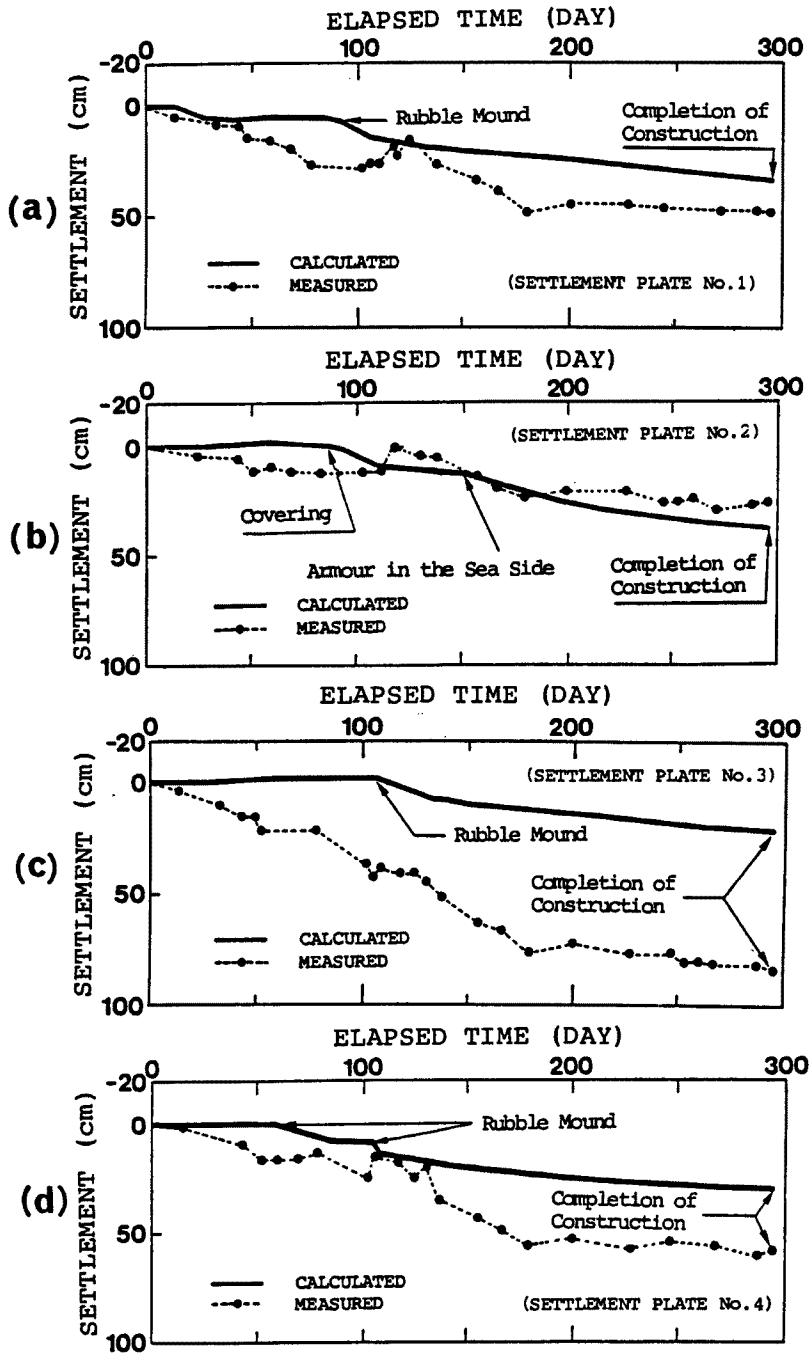 ELAPSED TIME (DAY)
0 100 200 300
-20
0
50
100
SETTLEMENT (cm)
(a)
Rubble Mound
Completion of
Construction
CALCULATED
MEASURED
(SETTLEMENT PLATE No.1)
ELAPSED TIME (DAY)
0 100 200 300
-20
0
50
100
SETTLEMENT (cm)
(b)
(SETTLEMENT PLATE No.2)
Covering
Armour in the Sea Side
Completion of
Construction
CALCULATED
MEASURED
ELAPSED TIME (DAY)
0 100 200 300
-20
0
50
100
SETTLEMENT (cm)
(c)
(SETTLEMENT PLATE No.3)
Rubble Mound
Completion of
Construction
CALCULATED
MEASURED
ELAPSED TIME (DAY)
0 100 200 300
-20
0
50
100
SETTLEMENT (cm)
(d)
Rubble Mound
Completion of
Construction
CALCULATED
MEASURED
(SETTLEMENT PLATE No.4)